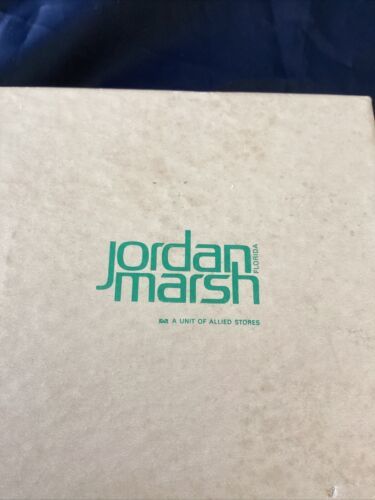 jordan
marsh
FLORIDA
A UNIT OF ALLIED STORES